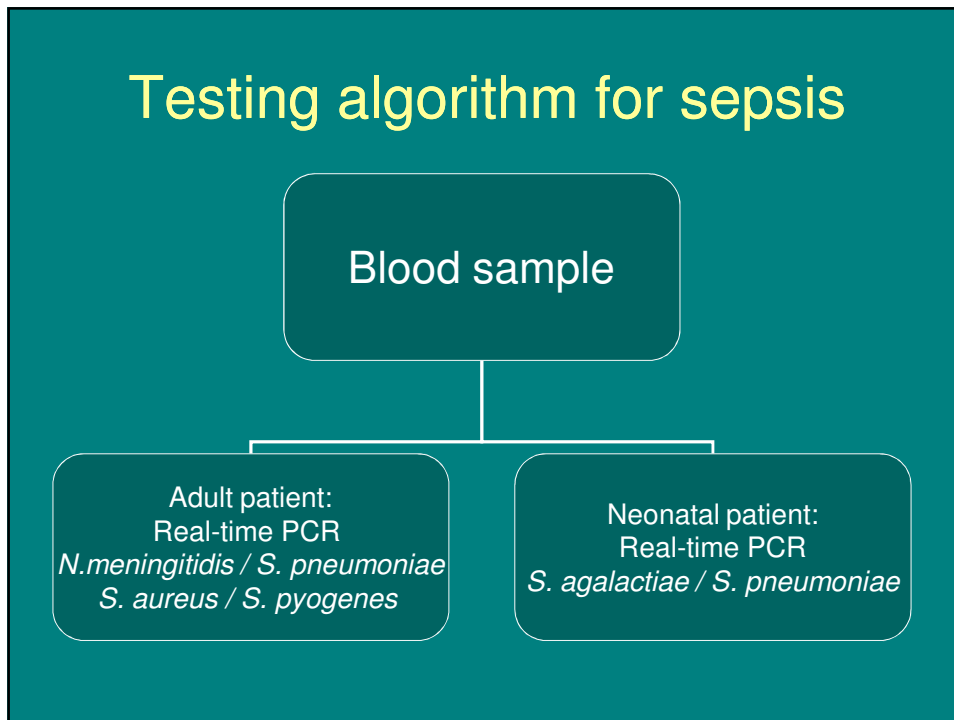 Testing algorithm for sepsis
Blood sample
Adult patient:
Real-time PCR
N.meningitidis / S. pneumoniae
S. aureus / S. pyogenes
Neonatal patient:
Real-time PCR
S. agalactiae / S. pneumoniae